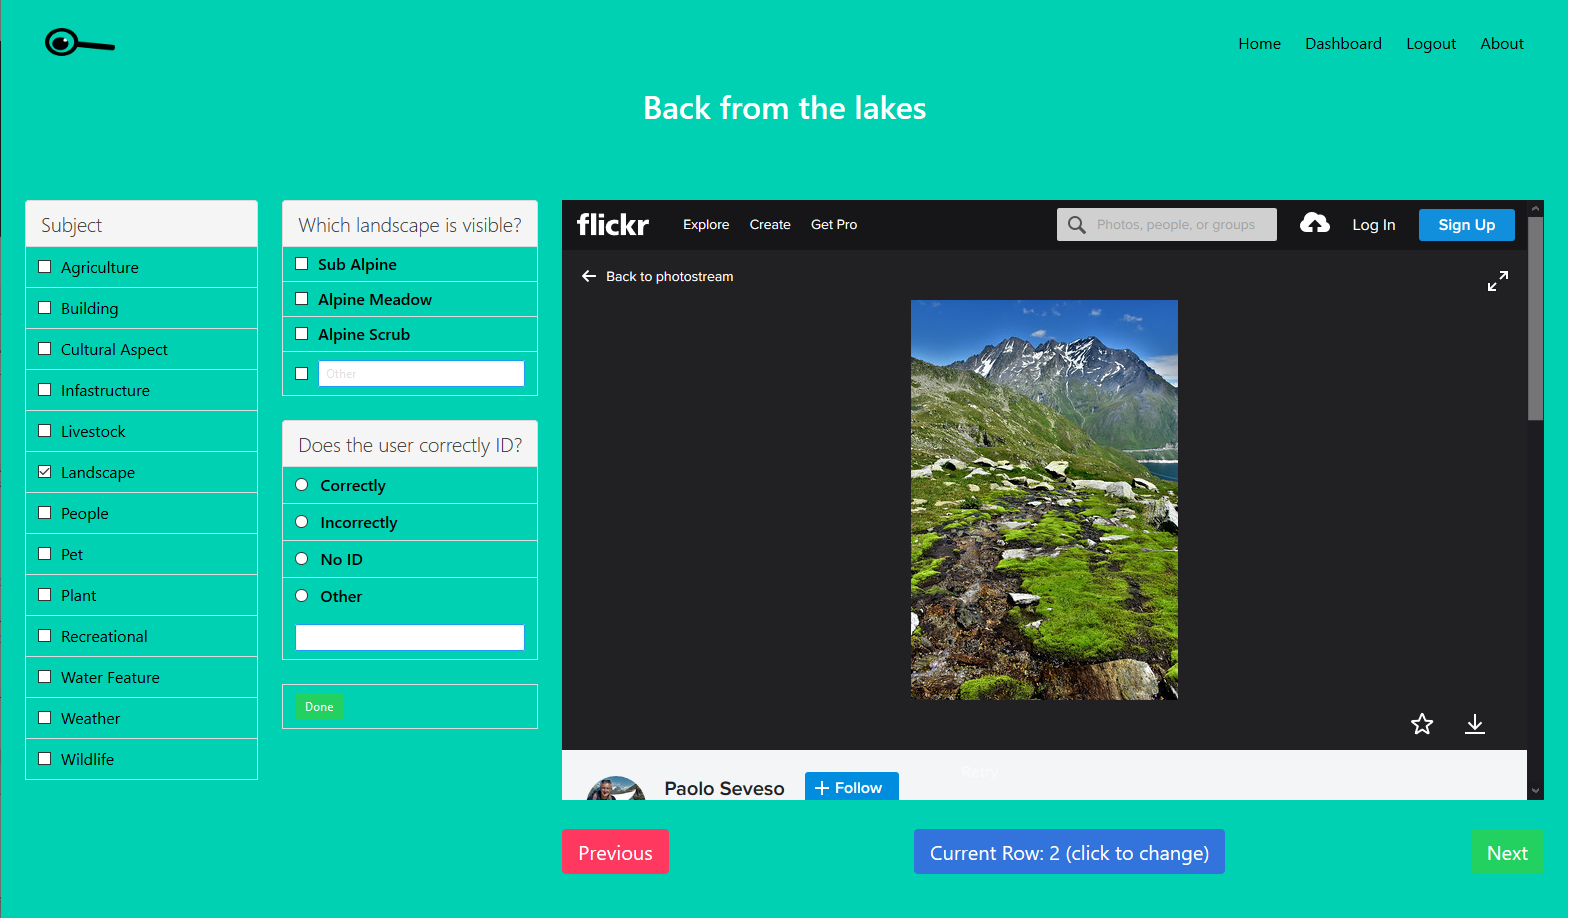 Home Dashboard Logout About
Back from the lakes
Subject
Agriculture
Building
Cultural Aspect
Infastructure
Livestock
Landscape
People
Pet
Plant
Recreational
Water Feature
Weather
Wildlife
Which landscape is visible?
Sub Alpine
Alpine Meadow
Alpine Scrub
Other
Does the user correctly ID?
Correctly
Incorrectly
No ID
Other
Done
flickr Explore Create Get Pro Photos, people, or groups Log In Sign Up
Back to photostream
Retry
Paolo Seveso + Follow
Previous Current Row: 2 (click to change) Next